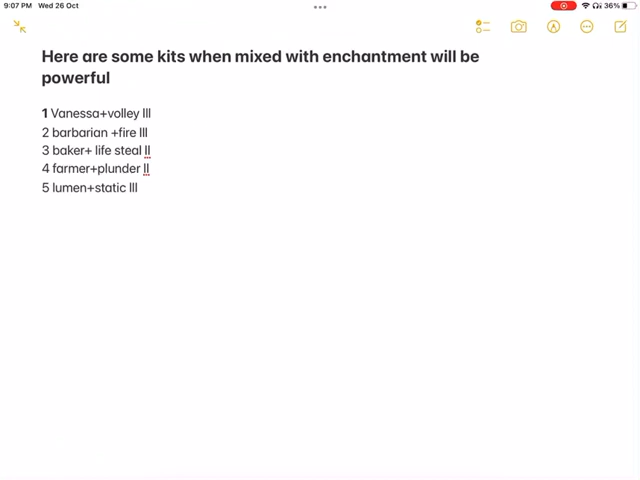 9:07 PM Wed 26 Oct
36%
Here are some kits when mixed with enchantment will be
powerful
1 Vanessa+volley lll
2 barbarian +fire lll
3 baker+ life steal ll
4 farmer+plunder ll
5 lumen+static lll